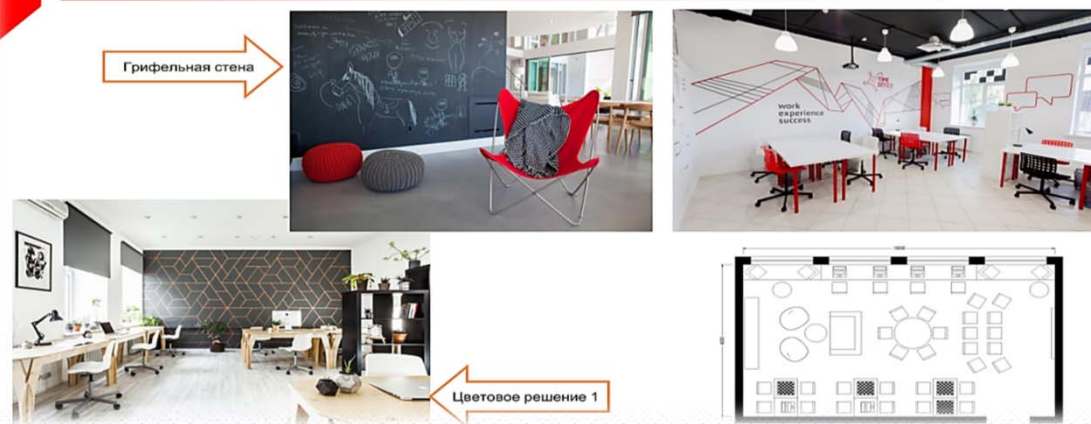 Грифельная стена
work
experience
success
Цветовое решение 1